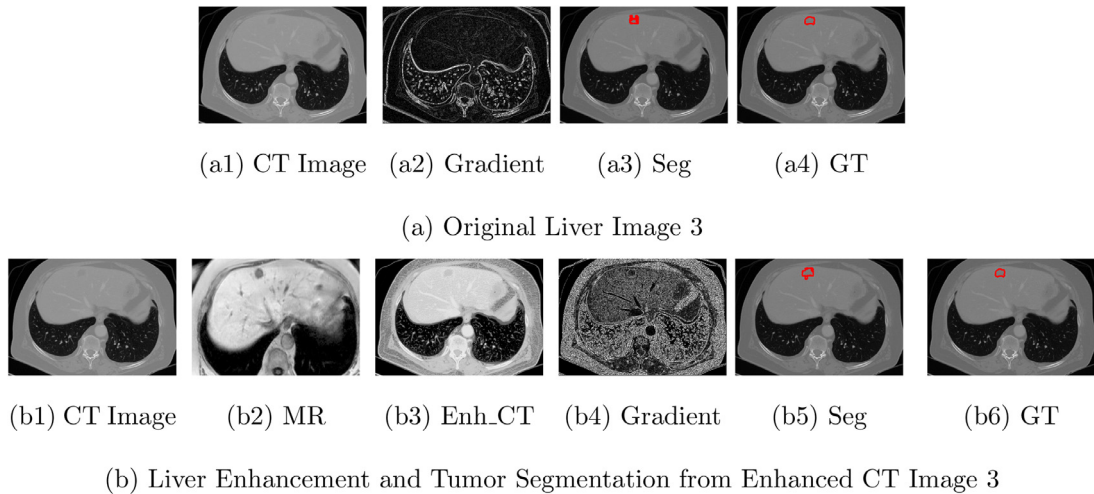 (a1) CT Image (a2) Gradient (a3) Seg (a4) GT
(a) Original Liver Image 3
(b1) CT Image (b2) MR (b3) Enh_CT (b4) Gradient (b5) Seg (b6) GT
(b) Liver Enhancement and Tumor Segmentation from Enhanced CT Image 3